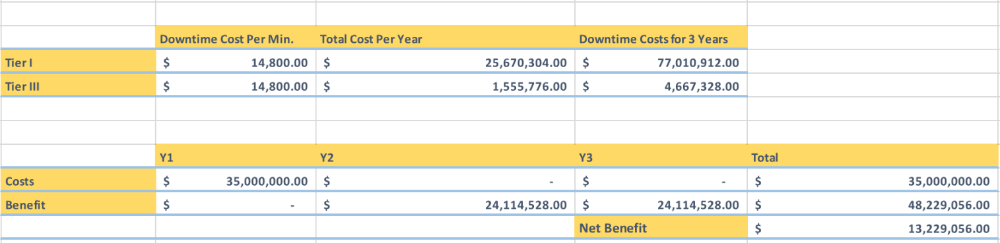 Downtime Cost Per Min. Total Cost Per Year Downtime Costs for 3 Years
Tier I $ 14,800.00 $ 25,670,304.00 $ 77,010,912.00
Tier III $ 14,800.00 $ 1,555,776.00 $ 4,667,328.00
Y1 Y2 Y3 Total
Costs $ 35,000,000.00 $ - $ - $ 35,000,000.00
Benefit $ - $ 24,114,528.00 $ 24,114,528.00 $ 48,229,056.00
Net Benefit $ 13,229,056.00